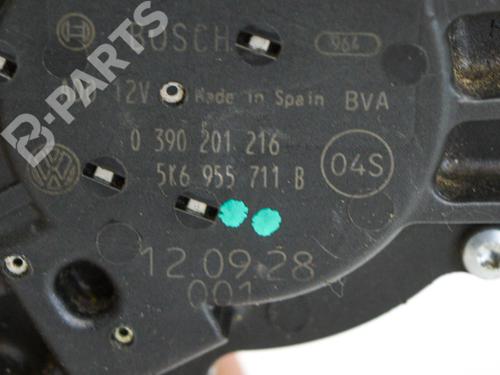 BOSCH 964
12V Made in Spain BVA
0 390 201 216
5K6 955 711 B 04S
12.09.28
001
B-PARTS